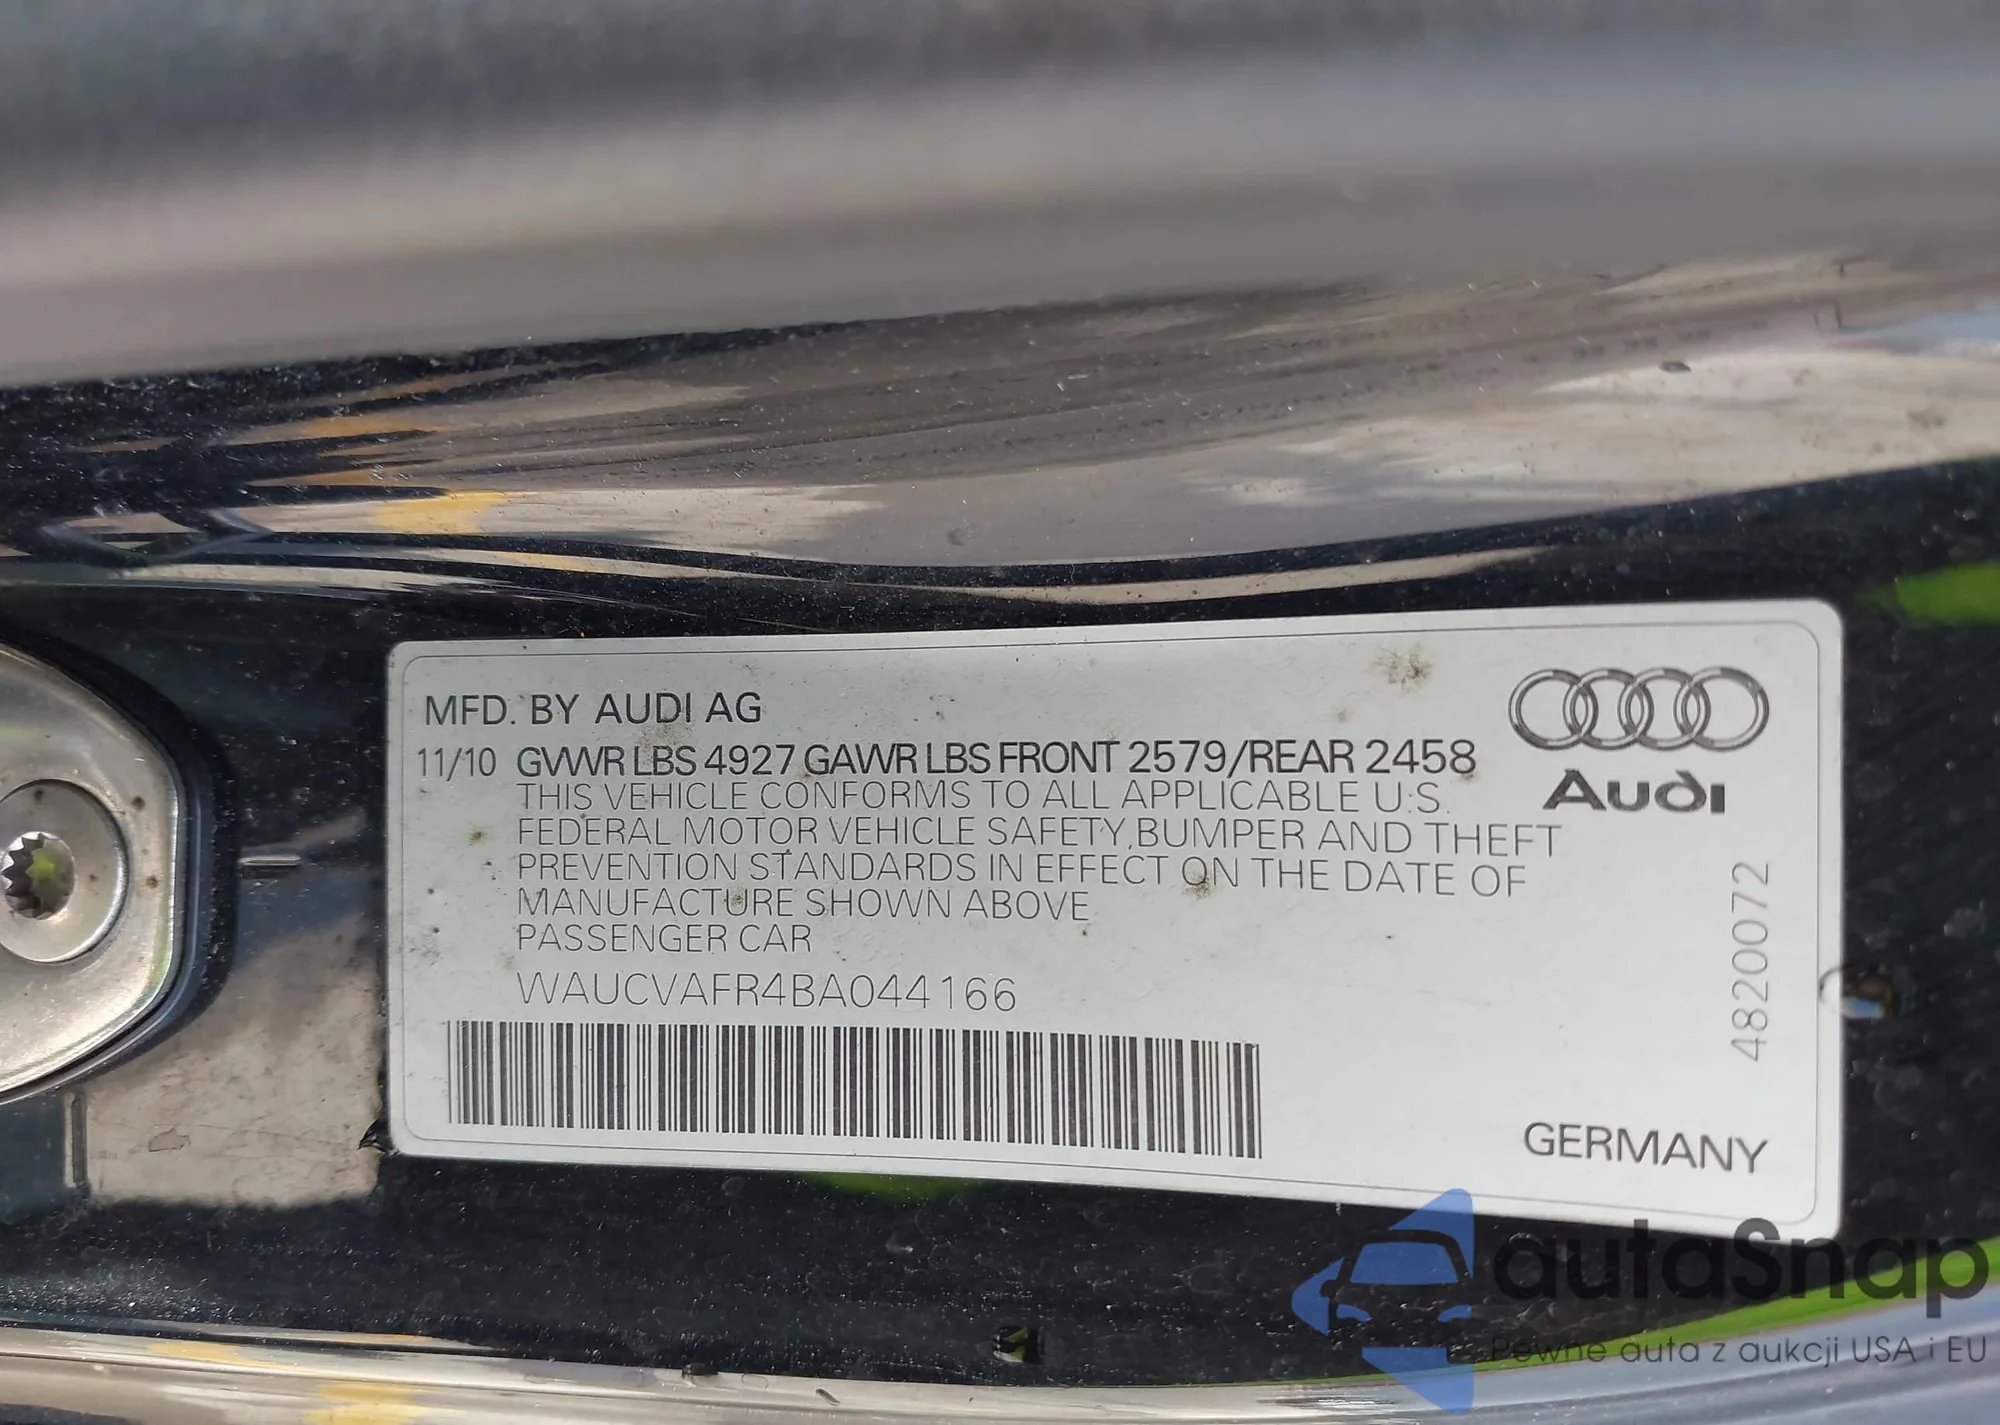 MFD. BY AUDI AG
11/10 GVWR LBS 4927 GAWR LBS FRONT 2579/REAR 2458
THIS VEHICLE CONFORMS TO ALL APPLICABLE U.S.
FEDERAL MOTOR VEHICLE SAFETY, BUMPER AND THEFT
PREVENTION STANDARDS IN EFFECT ON THE DATE OF
MANUFACTURE SHOWN ABOVE
PASSENGER CAR
WAUCVAFR4BA044166
Audi
48200072
GERMANY
autaSnap
Pewne auta z aukcji USA i EU